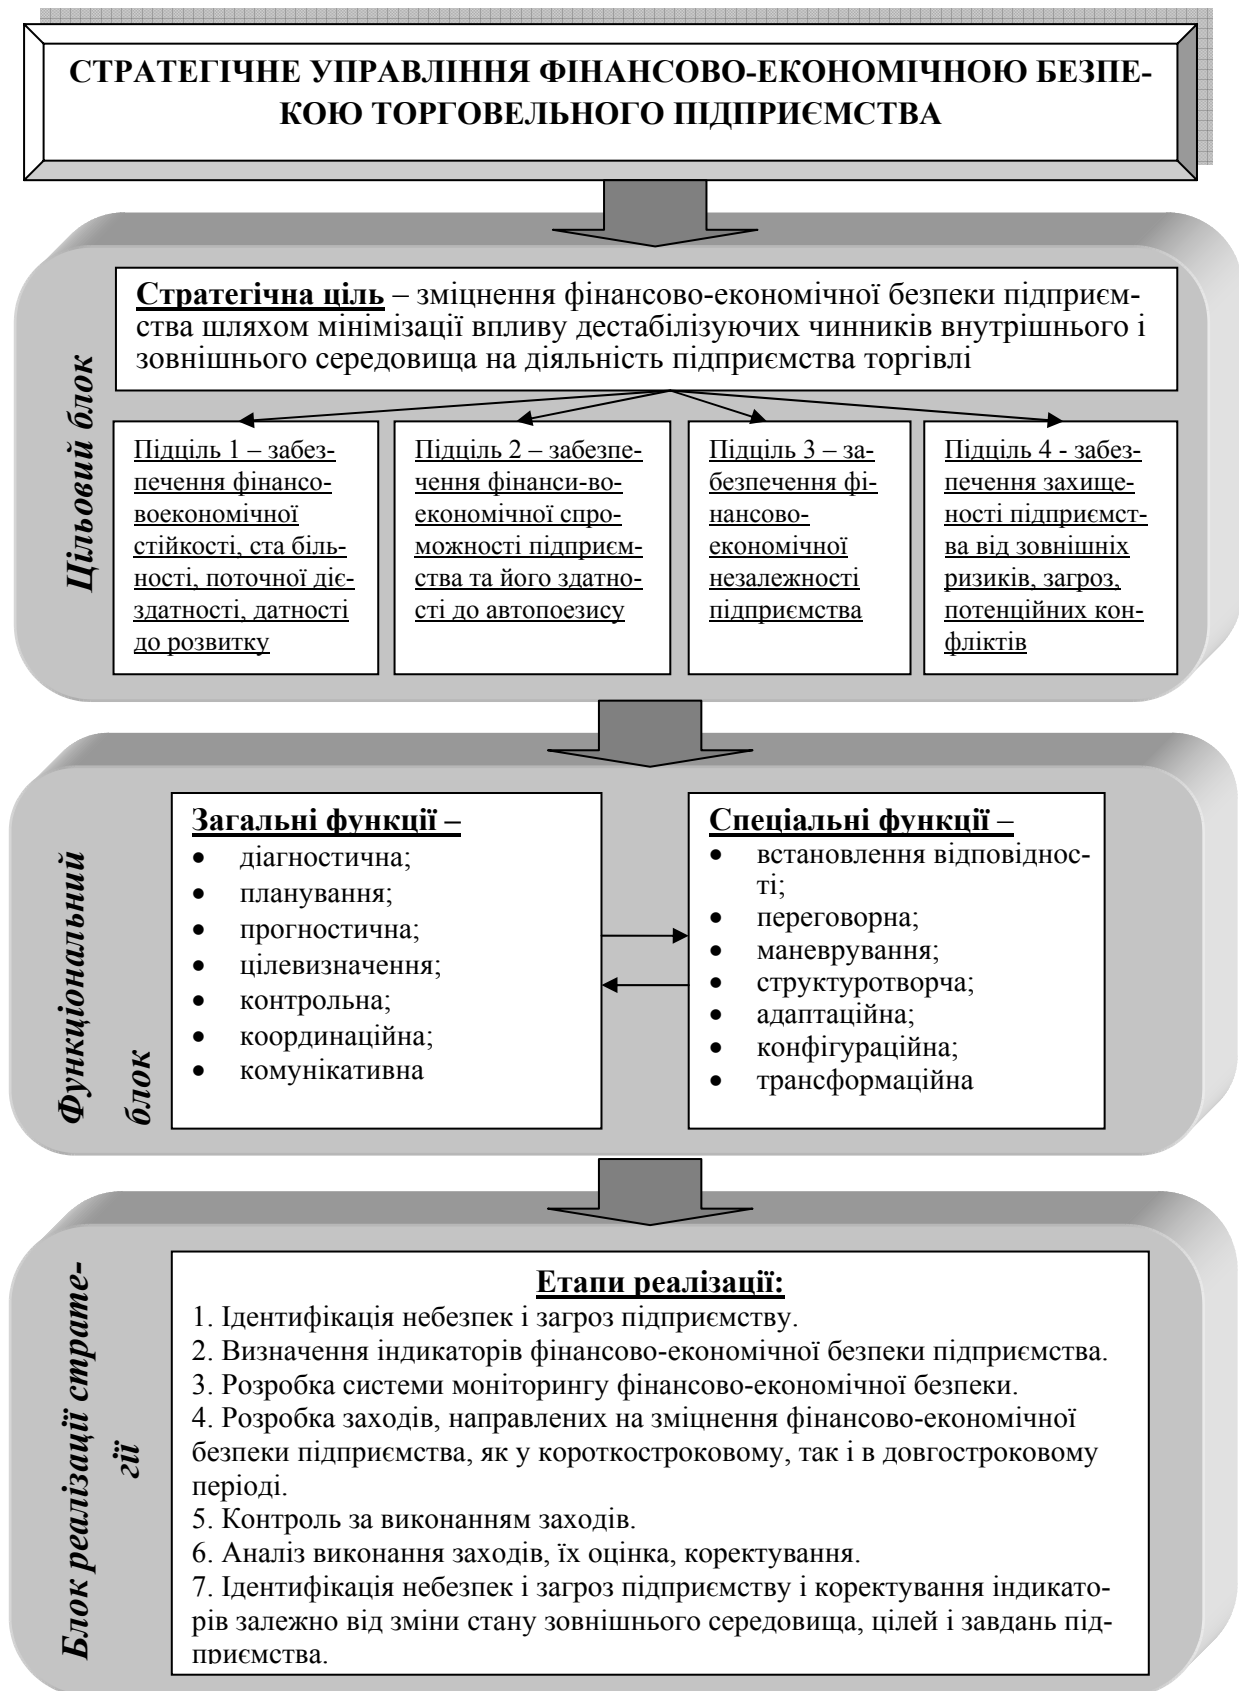 СТРАТЕГІЧНЕ УПРАВЛІННЯ ФІНАНСОВО-ЕКОНОМІЧНОЮ БЕЗПЕ-
КОЮ ТОРГОВЕЛЬНОГО ПІДПРИЄМСТВА
Цільовий блок
Стратегічна ціль – зміцнення фінансово-економічної безпеки підприєм-
ства шляхом мінімізації впливу дестабілізуючих чинників внутрішнього і
зовнішнього середовища на діяльність підприємства торгівлі
Підціль 1 – забез-
печення фінансо-
воекономічної
стійкості, ста біль-
ності, поточної діє-
здатності, датності
до розвитку
Підціль 2 – забезпе-
чення фінанси-во-
економічної спро-
можності підприєм-
ства та його здатно-
сті до автопоезису
Підціль 3 – за-
безпечення фі-
нансово-
економічної
незалежності
підприємства
Підціль 4 - забез-
печення захище-
ності підприємст-
ва від зовнішніх
ризиків, загроз,
потенційних кон-
фліктів
Функціональний
блок
Загальні функції –
• діагностична;
• планування;
• прогностична;
• цілевизначення;
• контрольна;
• координаційна;
• комунікативна
Спеціальні функції –
• встановлення відповіднос-
ті;
• переговорна;
• маневрування;
• структуротворча;
• адаптаційна;
• конфігураційна;
• трансформаційна
Блок реалізації страте-
гії
Етапи реалізації:
1. Ідентифікація небезпек і загроз підприємству.
2. Визначення індикаторів фінансово-економічної безпеки підприємства.
3. Розробка системи моніторингу фінансово-економічної безпеки.
4. Розробка заходів, направлених на зміцнення фінансово-економічної
безпеки підприємства, як у короткостроковому, так і в довгостроковому
періоді.
5. Контроль за виконанням заходів.
6. Аналіз виконання заходів, їх оцінка, коректування.
7. Ідентифікація небезпек і загроз підприємству і коректування індикато-
рів залежно від зміни стану зовнішнього середовища, цілей і завдань під-
приємства.